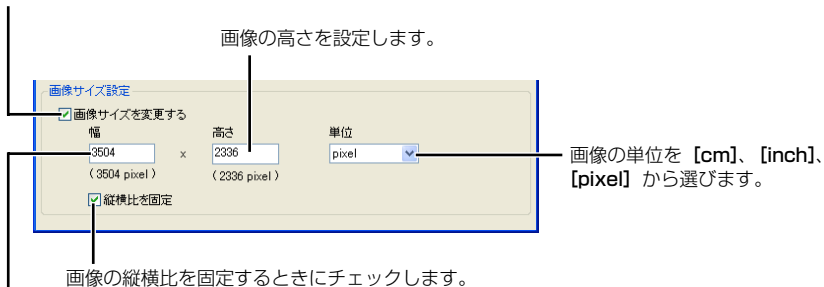 画像の高さを設定します。
画像サイズ設定
画像サイズを変更する
幅 高さ 単位
3504 x 2336 pixel
(3504 pixel) (2336 pixel)
縦横比を固定
画像の単位を [cm]、[inch]、
[pixel] から選びます。
画像の縦横比を固定するときにチェックします。